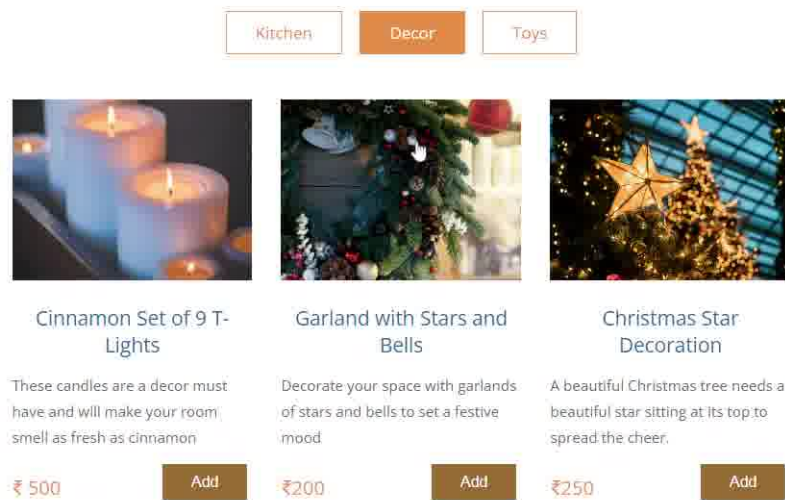 Kitchen Decor Toys
Cinnamon Set of 9 T-
Lights
These candles are a decor must
have and will make your room
smell as fresh as cinnamon
₹ 500 Add
Garland with Stars and
Bells
Decorate your space with garlands
of stars and bells to set a festive
mood
₹200 Add
Christmas Star
Decoration
A beautiful Christmas tree needs a
beautiful star sitting at its top to
spread the cheer.
₹250 Add